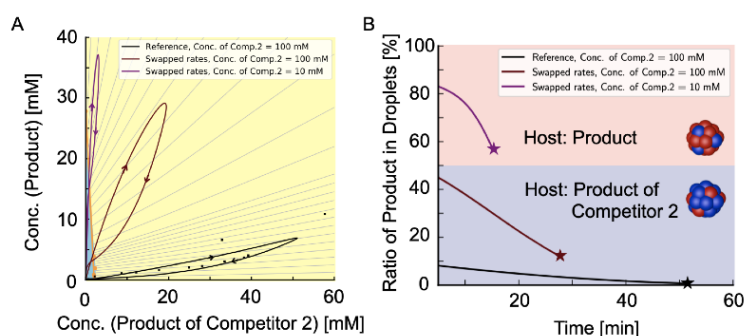 A
Conc. (Product) [mM]
40
30
20
10
0
0 20 40 60
Conc. (Product of Competitor 2) [mM]
Reference, Conc. of Comp.2 = 100 mM
Swapped rates, Conc. of Comp.2 = 100 mM
Swapped rates, Conc. of Comp.2 = 10 mM
B
Ratio of Product in Droplets [%]
100
80
60
40
20
0
20 40 60
Time [min]
Reference, Conc. of Comp.2 = 100 mM
Swapped rates, Conc. of Comp.2 = 100 mM
Swapped rates, Conc. of Comp.2 = 10 mM
Host: Product
Host: Product of
Competitor 2